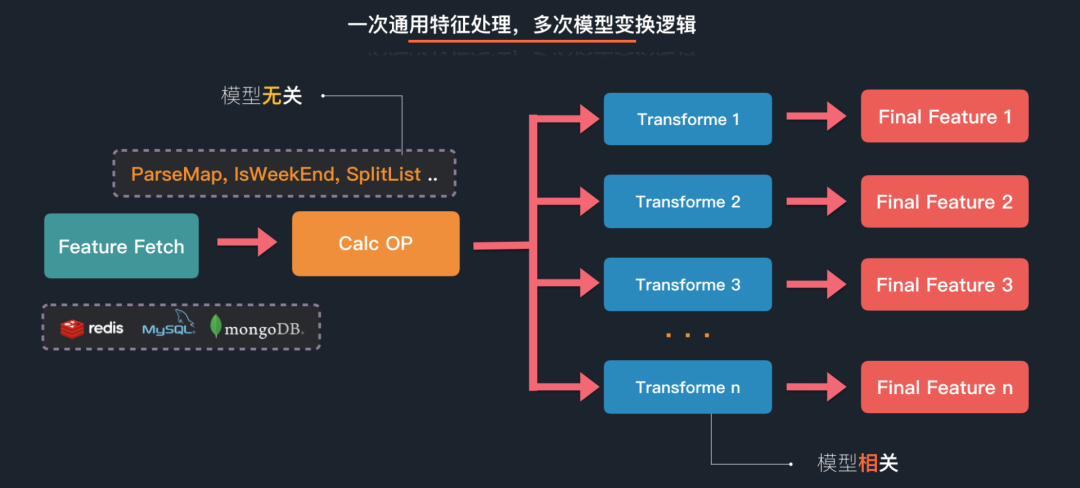 一次通用特征处理，多次模型变换逻辑
模型无关
ParseMap, IsWeekEnd, SplitList ..
Feature Fetch
Calc OP
redis
MySQL
mongoDB
Transforme 1
Final Feature 1
Transforme 2
Final Feature 2
Transforme 3
Final Feature 3
. . .
Transforme n
Final Feature n
模型相关